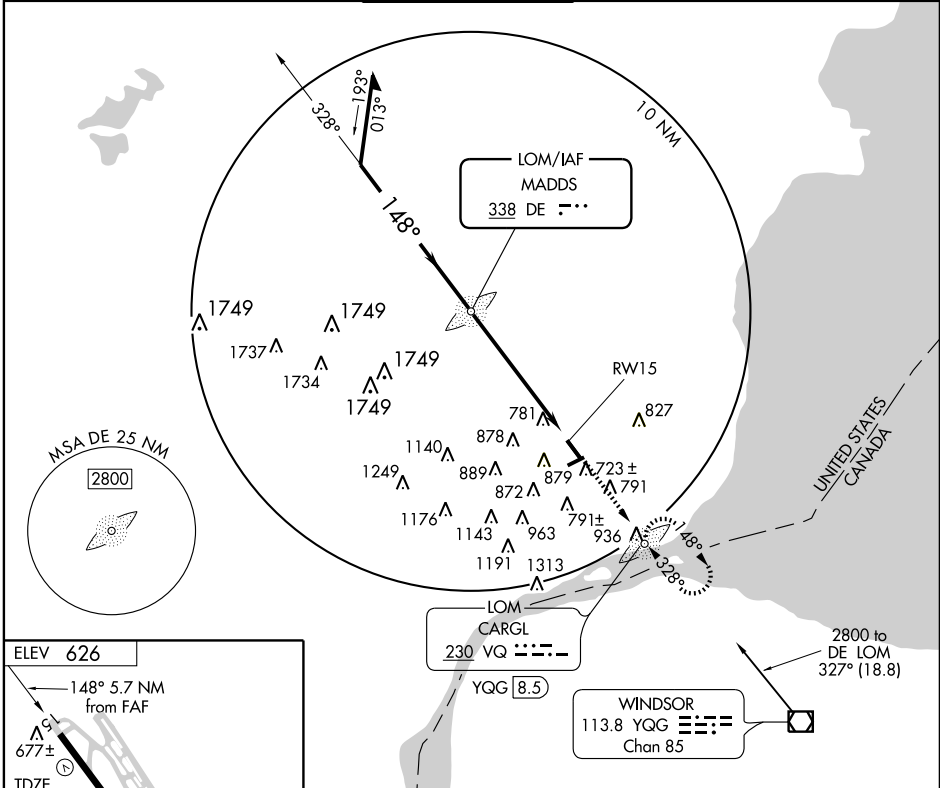 328°
193°
013°
10 NM
148°
LOM/IAF
MADDS
338 DE
1749
1749
1737
1734
1749
1749
RW15
781
827
878
1140
889
879
723 ±
791
1249
872
1176
1143
963
791±
936
1191
1313
148°
328°
UNITED STATES
CANADA
MSA DE 25 NM
2800
LOM
CARGL
230 VQ
YQG 8.5
2800 to
DE LOM
327° (18.8)
WINDSOR
113.8 YQG
Chan 85
ELEV 626
148° 5.7 NM
from FAF
15
677±
V
TDZE